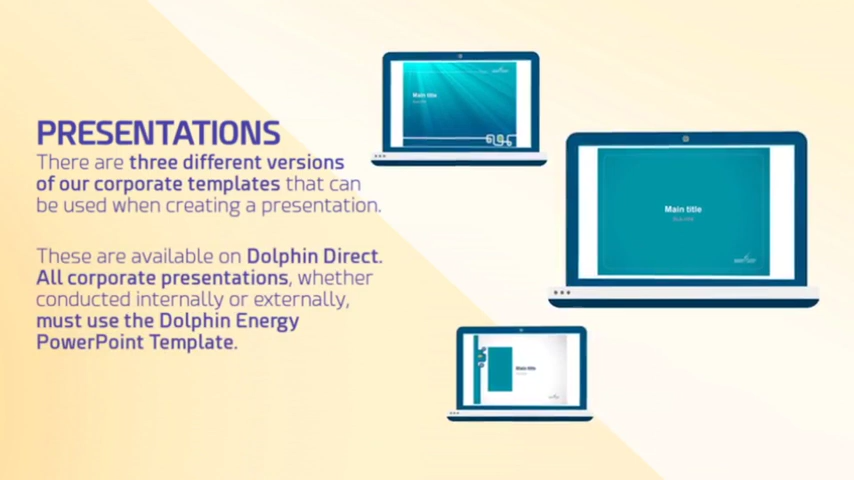 PRESENTATIONS
There are three different versions
of our corporate templates that can
be used when creating a presentation.
These are available on Dolphin Direct.
All corporate presentations, whether
conducted internally or externally,
must use the Dolphin Energy
PowerPoint Template.
Main title
Main title
Main title